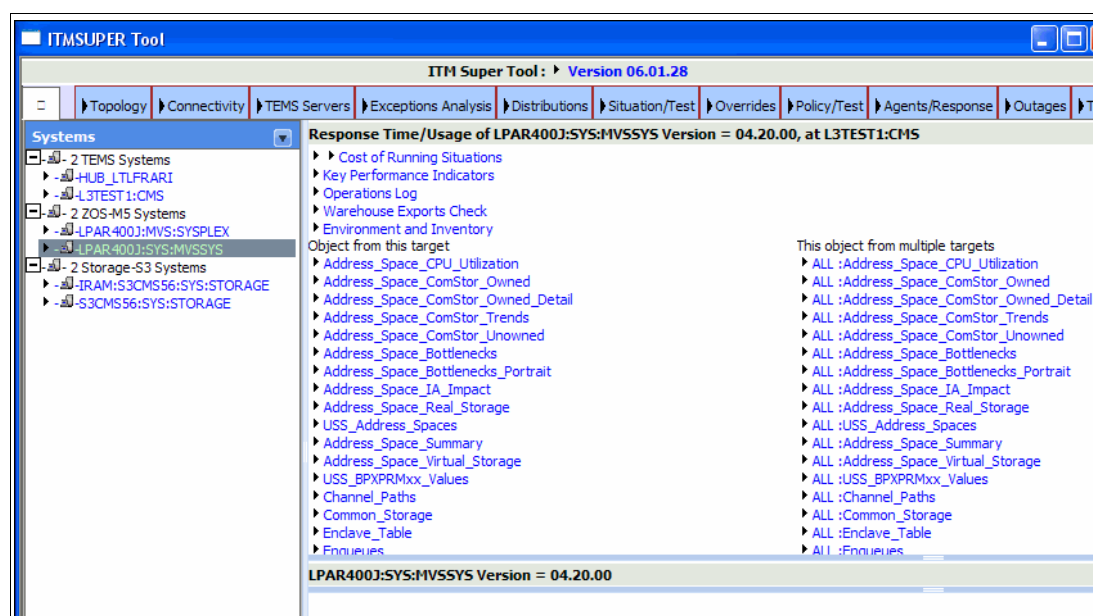 ITMSUPER Tool
ITM Super Tool : Version 06.01.28
Topology Connectivity TEMS Servers Exceptions Analysis Distributions Situation/Test Overrides Policy/Test Agents/Response Outages T
Systems
- 2 TEMS Systems
-HUB_LTLFRARI
-L3TEST1:CMS
- 2 ZOS-M5 Systems
-LPAR400J:MVS:SYSPLEX
-LPAR400J:SYS:MVSSYS
- 2 Storage-S3 Systems
-IRAM:S3CMS56:SYS:STORAGE
-S3CMS56:SYS:STORAGE
Response Time/Usage of LPAR400J:SYS:MVSSYS Version = 04.20.00, at L3TEST1:CMS
Cost of Running Situations
Key Performance Indicators
Operations Log
Warehouse Exports Check
Environment and Inventory
Object from this target
Address_Space_CPU_Utilization
Address_Space_ComStor_Owned
Address_Space_ComStor_Owned_Detail
Address_Space_ComStor_Trends
Address_Space_ComStor_Unowned
Address_Space_Bottlenecks
Address_Space_Bottlenecks_Portrait
Address_Space_IA_Impact
Address_Space_Real_Storage
USS_Address_Spaces
Address_Space_Summary
Address_Space_Virtual_Storage
USS_BPXPRMxx_Values
Channel_Paths
Common_Storage
Enclave_Table
Enqueues
This object from multiple targets
ALL :Address_Space_CPU_Utilization
ALL :Address_Space_ComStor_Owned
ALL :Address_Space_ComStor_Owned_Detail
ALL :Address_Space_ComStor_Trends
ALL :Address_Space_ComStor_Unowned
ALL :Address_Space_Bottlenecks
ALL :Address_Space_Bottlenecks_Portrait
ALL :Address_Space_IA_Impact
ALL :Address_Space_Real_Storage
ALL :USS_Address_Spaces
ALL :Address_Space_Summary
ALL :Address_Space_Virtual_Storage
ALL :USS_BPXPRMxx_Values
ALL :Channel_Paths
ALL :Common_Storage
ALL :Enclave_Table
ALL :Enqueues
LPAR400J:SYS:MVSSYS Version = 04.20.00